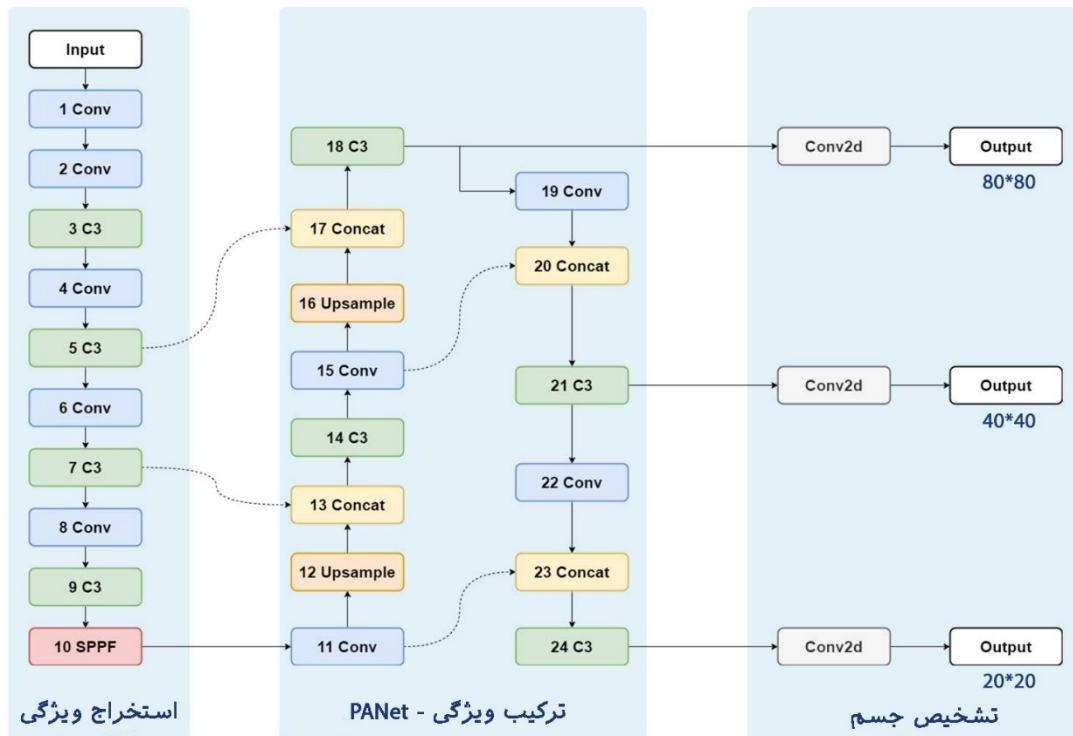 Input
1 Conv
2 Conv
3 C3
4 Conv
5 C3
6 Conv
7 C3
8 Conv
9 C3
10 SPPF
استخراج ویژگی
18 C3
17 Concat
16 Upsample
15 Conv
14 C3
13 Concat
12 Upsample
11 Conv
19 Conv
20 Concat
21 C3
22 Conv
23 Concat
24 C3
ترکیب ویژگی - PANet
Conv2d
Output
80*80
Conv2d
Output
40*40
Conv2d
Output
20*20
تشخیص جسم